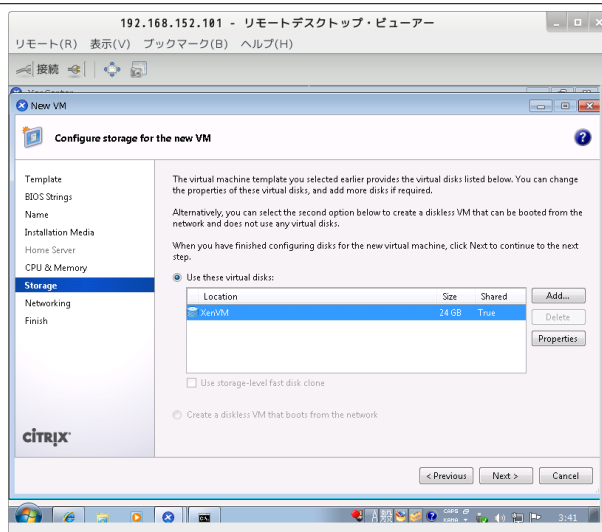 192.168.152.101 - リモートデスクトップ・ビューアー
リモート(R) 表示(V) ブックマーク(B) ヘルプ(H)
接続
New VM
Configure storage for the new VM
Template
BIOS Strings
Name
Installation Media
Home Server
CPU & Memory
Storage
Networking
Finish
The virtual machine template you selected earlier provides the virtual disks listed below. You can change
the properties of these virtual disks, and add more disks if required.
Alternatively, you can select the second option below to create a diskless VM that can be booted from the
network and does not use any virtual disks.
When you have finished configuring disks for the new virtual machine, click Next to continue to the next
step.
Use these virtual disks:
Location Size Shared
XenVM 24 GB True
Add...
Delete
Properties
Use storage-level fast disk clone
Create a diskless VM that boots from the network
CITRIX
< Previous Next > Cancel
A 般 CAPS
KANA
3:41